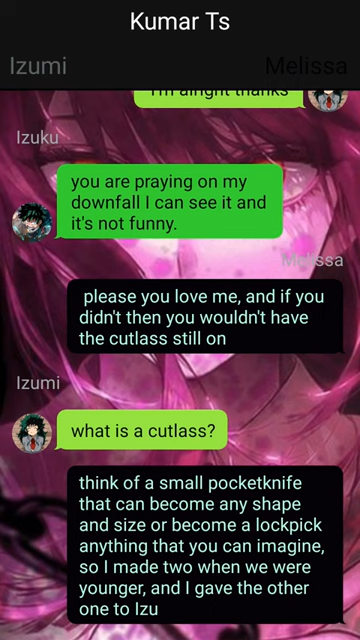 Kumar Ts
Izumi
Melissa
I'm alright thanks
Izuku
you are praying on my
downfall I can see it and
it's not funny.
Melissa
please you love me, and if you
didn't then you wouldn't have
the cutlass still on
Izumi
what is a cutlass?
think of a small pocketknife
that can become any shape
and size or become a lockpick
anything that you can imagine,
so I made two when we were
younger, and I gave the other
one to Izu